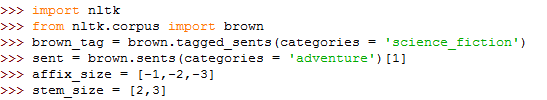 >>> import nltk
>>> from nltk.corpus import brown
>>> brown_tag = brown.tagged_sents(categories = 'science_fiction')
>>> sent = brown.sents(categories = 'adventure')[1]
>>> affix_size = [-1,-2,-3]
>>> stem_size = [2,3]